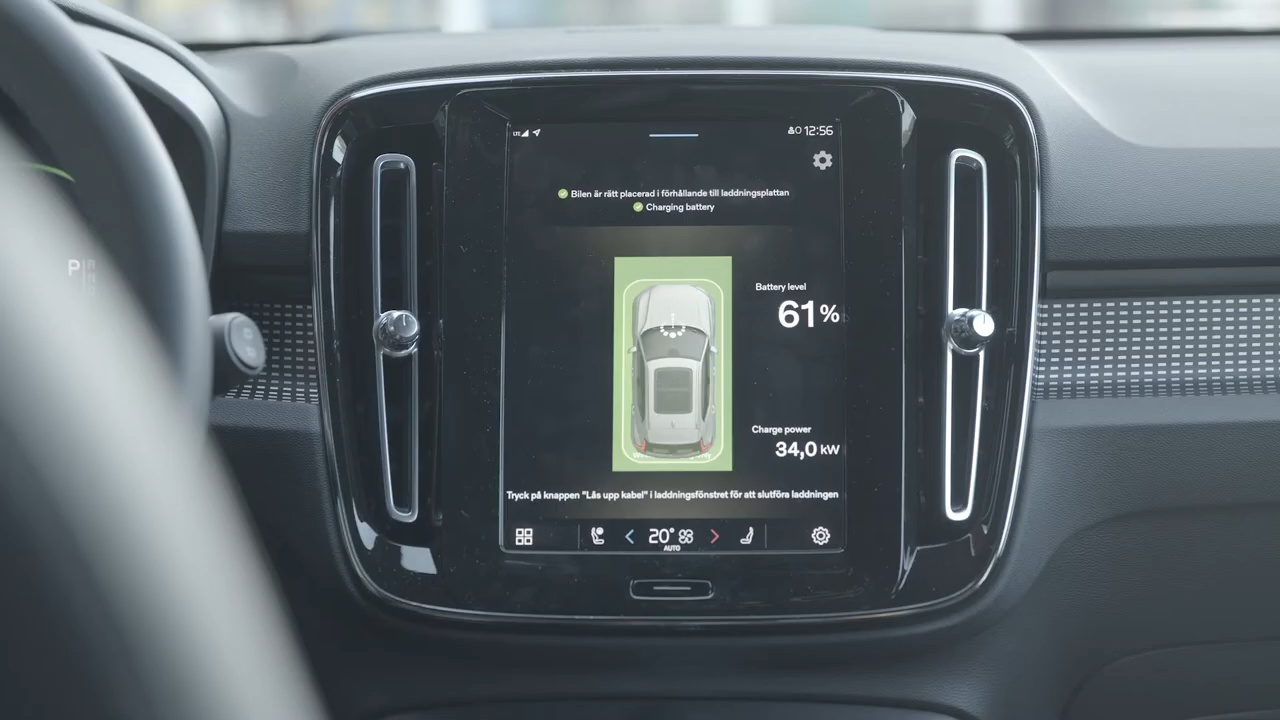 LTE 12:56
Bilen är rätt placerad i förhållande till laddningsplattan
Charging battery
Battery level
61%
Charge power
34,0 kW
Tryck på knappen "Lås upp kabel" i laddningsfönstret för att slutföra laddningen
20°
AUTO
P